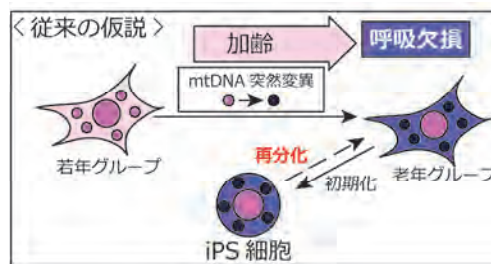 < 従来の仮説 >
加齢
呼吸欠損
mtDNA 突然変異
若年グループ
再分化
初期化
老年グループ
iPS 細胞